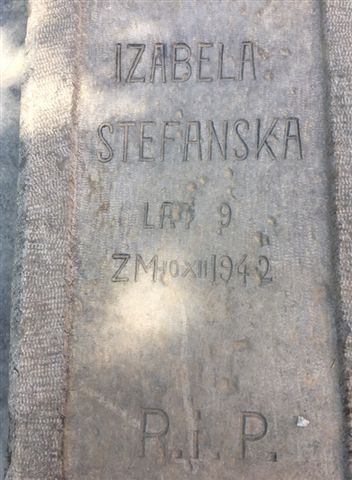 IZABELA
STEFANSKA
LAT 9
ZM 10 XII 1942
R.i.P.